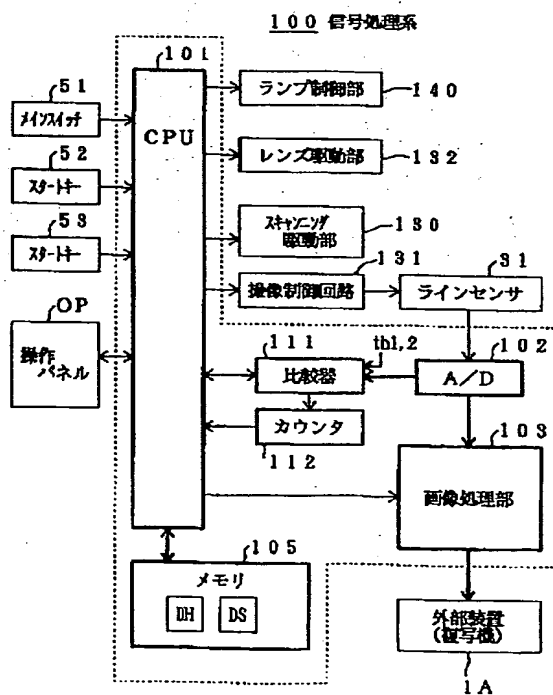 100 信号処理系
101
CPU
51
メインスイッチ
52
スタートキー
53
スタートキー
OP
操作
パネル
ランプ制御部
140
レンズ駆動部
132
スキャンニング
駆動部
130
131
撮像制御回路
31
ラインセンサ
111
比較器
tb1,2
102
A/D
カウンタ
112
103
画像処理部
105
メモリ
DH
DS
外部装置
(複写機)
1A